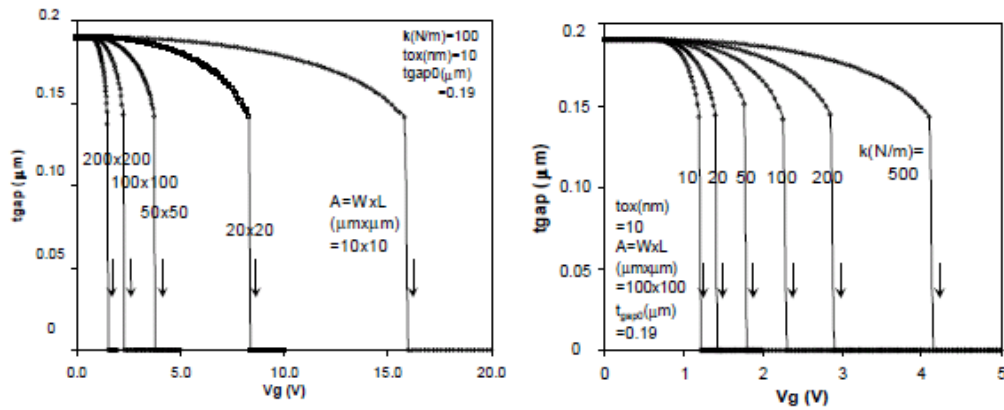 0.2
0.15
0.1
0.05
0
tgap (μm)
k(N/m)=100
tox(nm)=10
tgap0(μm)
=0.19
200x200
100x100
50x50
20x20
A=WxL
(μmxμm)
=10x10
0.0 5.0 10.0 15.0 20.0
Vg (V)
0.2
0.15
0.1
0.05
0
tgap (μm)
k(N/m)=
500
10 20 50 100 200
tox(nm)
=10
A=WxL
(μmxμm)
=100x100
tgap0(μm)
=0.19
0 1 2 3 4 5
Vg (V)